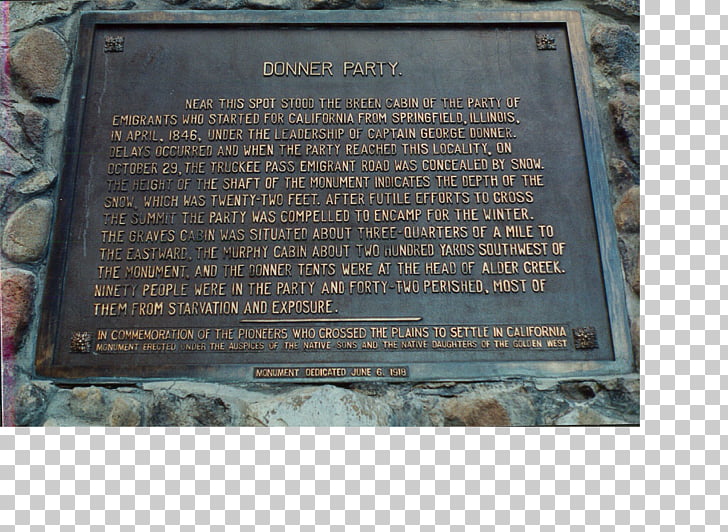 DONNER PARTY.
NEAR THIS SPOT STOOD THE BREEN CABIN OF THE PARTY OF
EMIGRANTS WHO STARTED FOR CALIFORNIA FROM SPRINGFIELD, ILLINOIS,
IN APRIL, 1846, UNDER THE LEADERSHIP OF CAPTAIN GEORGE DONNER.
DELAYS OCCURRED AND WHEN THE PARTY REACHED THIS LOCALITY, ON
OCTOBER 29, THE TRUCKEE PASS EMIGRANT ROAD WAS CONCEALED BY SNOW.
THE HEIGHT OF THE SHAFT OF THE MONUMENT INDICATES THE DEPTH OF THE
SNOW, WHICH WAS TWENTY-TWO FEET. AFTER FUTILE EFFORTS TO CROSS
THE SUMMIT THE PARTY WAS COMPELLED TO ENCAMP FOR THE WINTER.
THE GRAVES CABIN WAS SITUATED ABOUT THREE-QUARTERS OF A MILE TO
THE EASTWARD, THE MURPHY CABIN ABOUT TWO HUNDRED YARDS SOUTHWEST OF
THE MONUMENT, AND THE DONNER TENTS WERE AT THE HEAD OF ALDER CREEK.
NINETY PEOPLE WERE IN THE PARTY AND FORTY-TWO PERISHED, MOST OF
THEM FROM STARVATION AND EXPOSURE.
IN COMMEMORATION OF THE PIONEERS WHO CROSSED THE PLAINS TO SETTLE IN CALIFORNIA
MONUMENT ERECTED UNDER THE AUSPICES OF THE NATIVE SONS AND THE NATIVE DAUGHTERS OF THE GOLDEN WEST
MONUMENT DEDICATED JUNE 6, 1918